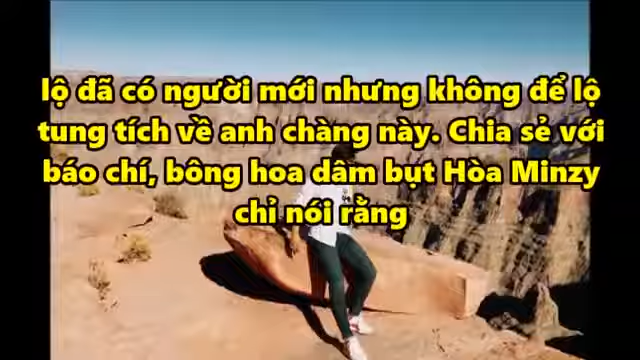 lộ đã có người mới nhưng không để lộ
tung tích về anh chàng này. Chia sẻ với
báo chí, bông hoa dâm bụt Hòa Minzy
chỉ nói rằng